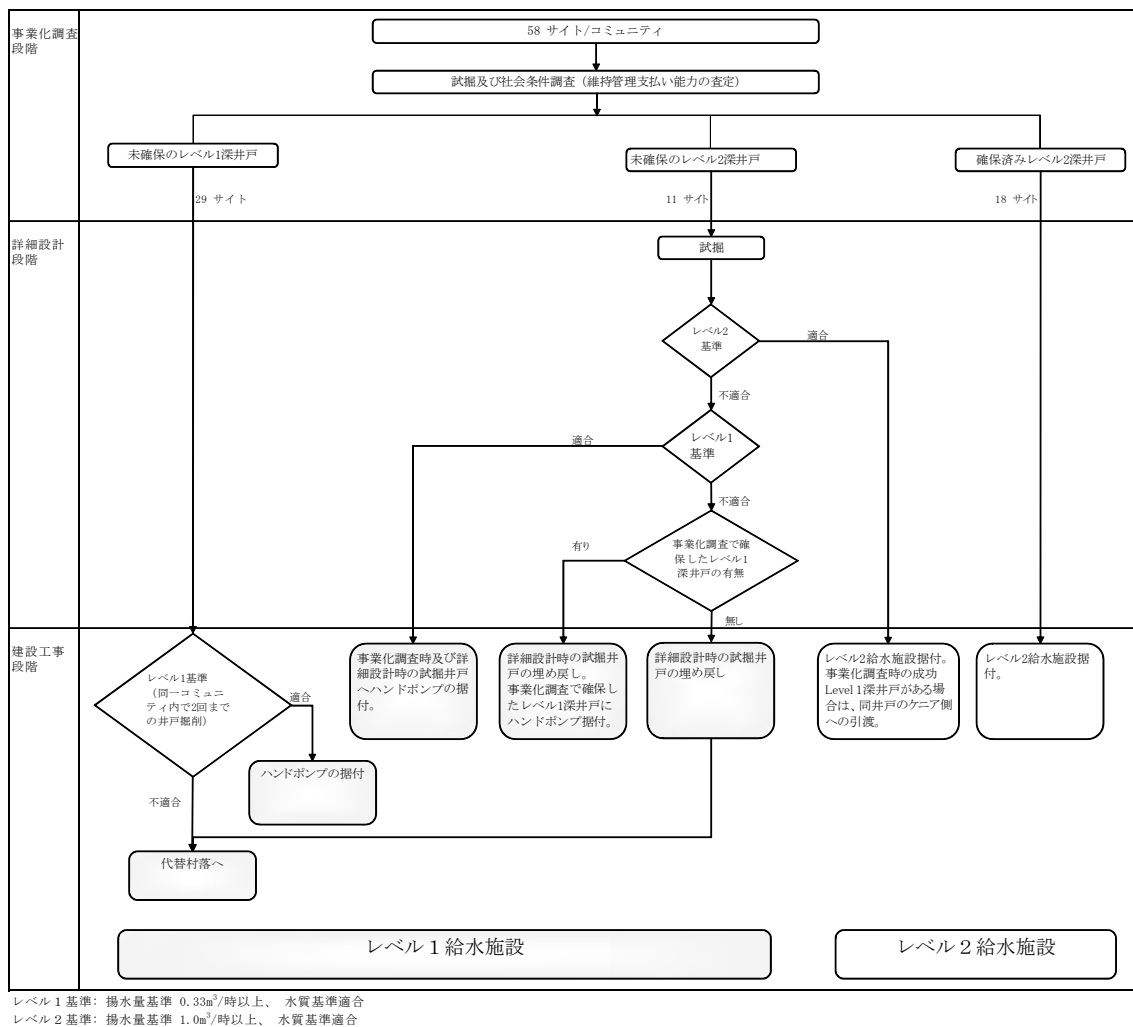 事業化調査
段階
58 サイト/コミュニティ
試掘及び社会条件調査（維持管理支払い能力の査定）
未確保のレベル1深井戸
未確保のレベル2深井戸
確保済みレベル2深井戸
29 サイト
11 サイト
18 サイト
詳細設計
段階
試掘
レベル2
基準
適合
不適合
レベル1
基準
適合
不適合
事業化調査で確
保したレベル1
深井戸の有無
有り
無し
建設工事
段階
レベル1基準
（同一コミュニ
ティ内で2回まで
の井戸掘削）
適合
不適合
ハンドポンプの据付
代替村落へ
事業化調査時及び詳
細設計時の試掘井戸
へハンドポンプの据
付。
詳細設計時の試掘井
戸の埋め戻し。
事業化調査で確保し
たレベル1深井戸に
ハンドポンプ据付。
詳細設計時の試掘井
戸の埋め戻し
レベル2給水施設据付。
事業化調査時の成功
Level 1深井戸がある場
合は、同井戸のケニア側
への引渡。
レベル2給水施設据
付。
レベル１給水施設
レベル２給水施設
レベル１基準: 揚水量基準 0.33m³/時以上、 水質基準適合
レベル２基準: 揚水量基準 1.0m³/時以上、 水質基準適合